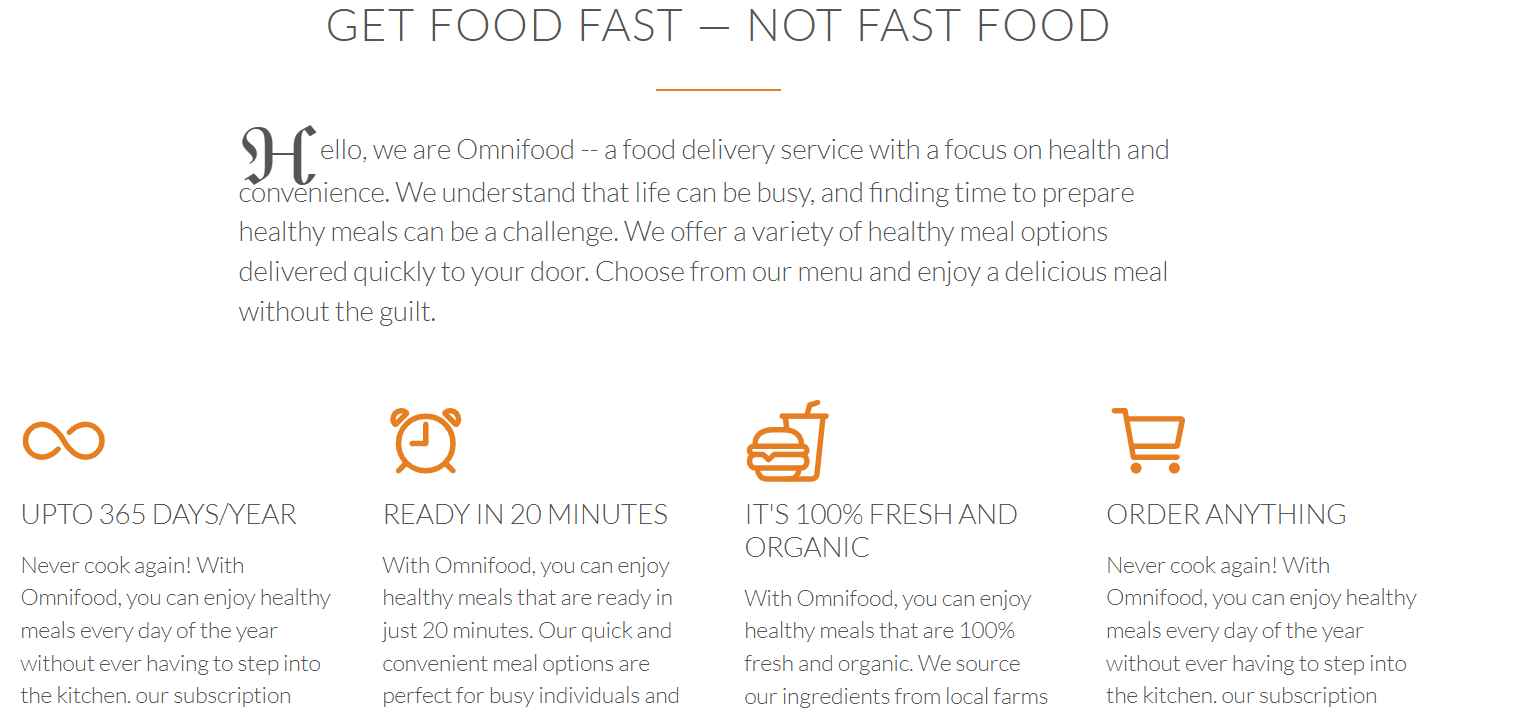 GET FOOD FAST — NOT FAST FOOD
Hello, we are Omnifood -- a food delivery service with a focus on health and
convenience. We understand that life can be busy, and finding time to prepare
healthy meals can be a challenge. We offer a variety of healthy meal options
delivered quickly to your door. Choose from our menu and enjoy a delicious meal
without the guilt.
UPTO 365 DAYS/YEAR
Never cook again! With
Omnifood, you can enjoy healthy
meals every day of the year
without ever having to step into
the kitchen. our subscription
READY IN 20 MINUTES
With Omnifood, you can enjoy
healthy meals that are ready in
just 20 minutes. Our quick and
convenient meal options are
perfect for busy individuals and
IT'S 100% FRESH AND
ORGANIC
With Omnifood, you can enjoy
healthy meals that are 100%
fresh and organic. We source
our ingredients from local farms
ORDER ANYTHING
Never cook again! With
Omnifood, you can enjoy healthy
meals every day of the year
without ever having to step into
the kitchen. our subscription